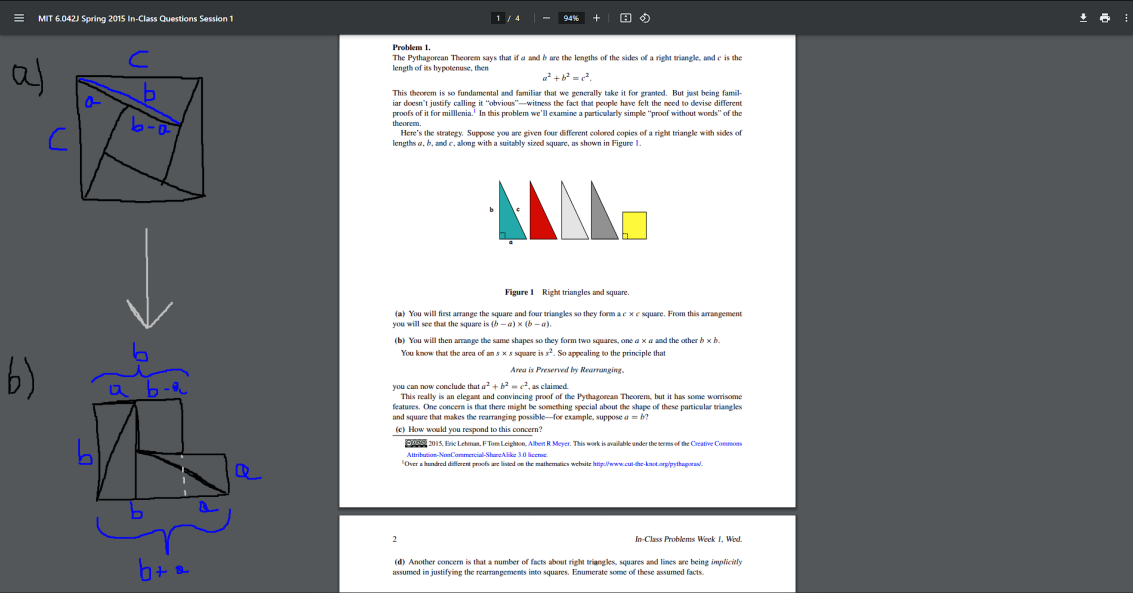 MIT 6.042J Spring 2015 In-Class Questions Session 1
1 / 4
94%
a)
C
b
a
b-a
C
b)
b
a b-a
b
a
b a
b+a
Problem 1.
The Pythagorean Theorem says that if a and b are the lengths of the sides of a right triangle, and c is the
length of its hypotenuse, then
a² + b² = c².
This theorem is so fundamental and familiar that we generally take it for granted. But just being famil-
iar doesn't justify calling it "obvious"—witness the fact that people have felt the need to devise different
proofs of it for milllenia.¹ In this problem we'll examine a particularly simple "proof without words" of the
theorem.
Here's the strategy. Suppose you are given four different colored copies of a right triangle with sides of
lengths a, b, and c, along with a suitably sized square, as shown in Figure 1.
b
c
a
Figure 1 Right triangles and square.
(a) You will first arrange the square and four triangles so they form a c × c square. From this arrangement
you will see that the square is (b − a) × (b − a).
(b) You will then arrange the same shapes so they form two squares, one a × a and the other b × b.
You know that the area of an s × s square is s². So appealing to the principle that
Area is Preserved by Rearranging,
you can now conclude that a² + b² = c², as claimed.
This really is an elegant and convincing proof of the Pythagorean Theorem, but it has some worrisome
features. One concern is that there might be something special about the shape of these particular triangles
and square that makes the rearranging possible—for example, suppose a = b?
(c) How would you respond to this concern?
2015, Eric Lehman, F Tom Leighton, Albert R Meyer. This work is available under the terms of the Creative Commons
Attribution-NonCommercial-ShareAlike 3.0 license.
¹Over a hundred different proofs are listed on the mathematics website http://www.cut-the-knot.org/pythagoras/.
2
In-Class Problems Week 1, Wed.
(d) Another concern is that a number of facts about right triangles, squares and lines are being implicitly
assumed in justifying the rearrangements into squares. Enumerate some of these assumed facts.